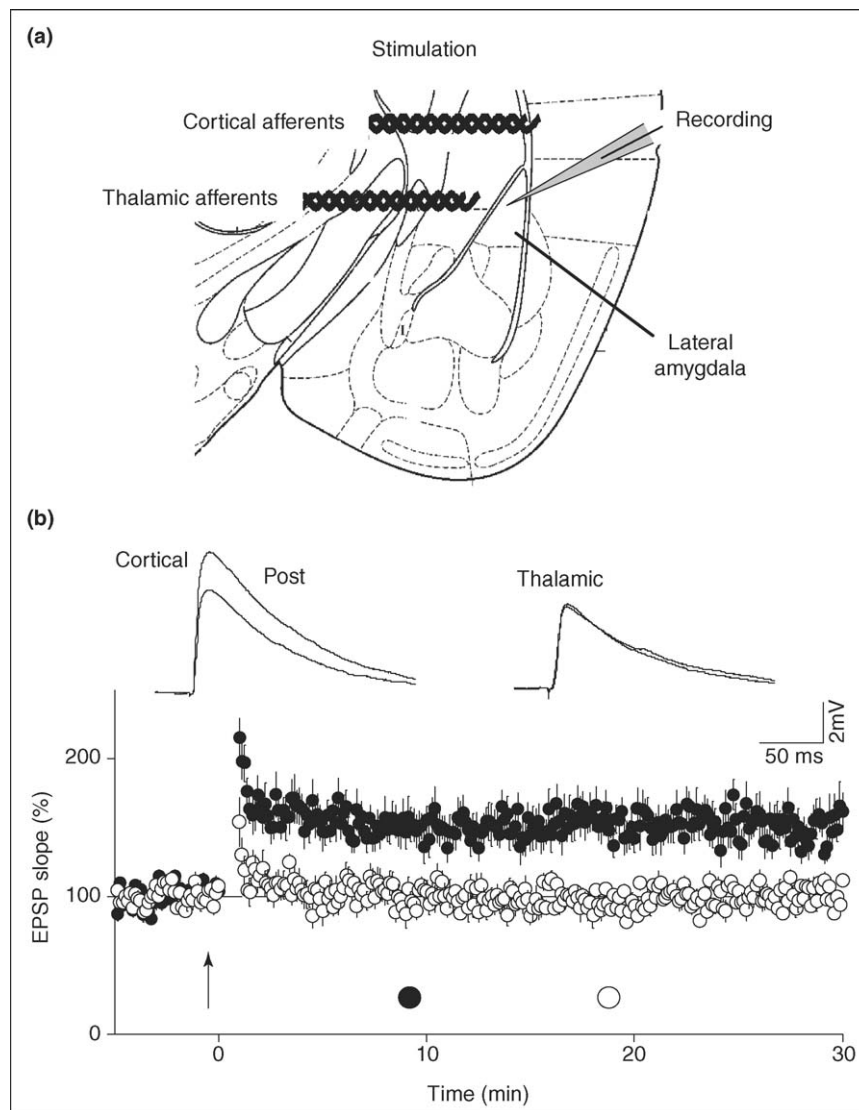 (a)
Stimulation
Cortical afferents
Recording
Thalamic afferents
Lateral
amygdala
(b)
Cortical
Post
Thalamic
2mV
50 ms
200
100
0
EPSP slope (%)
0
10
20
30
Time (min)